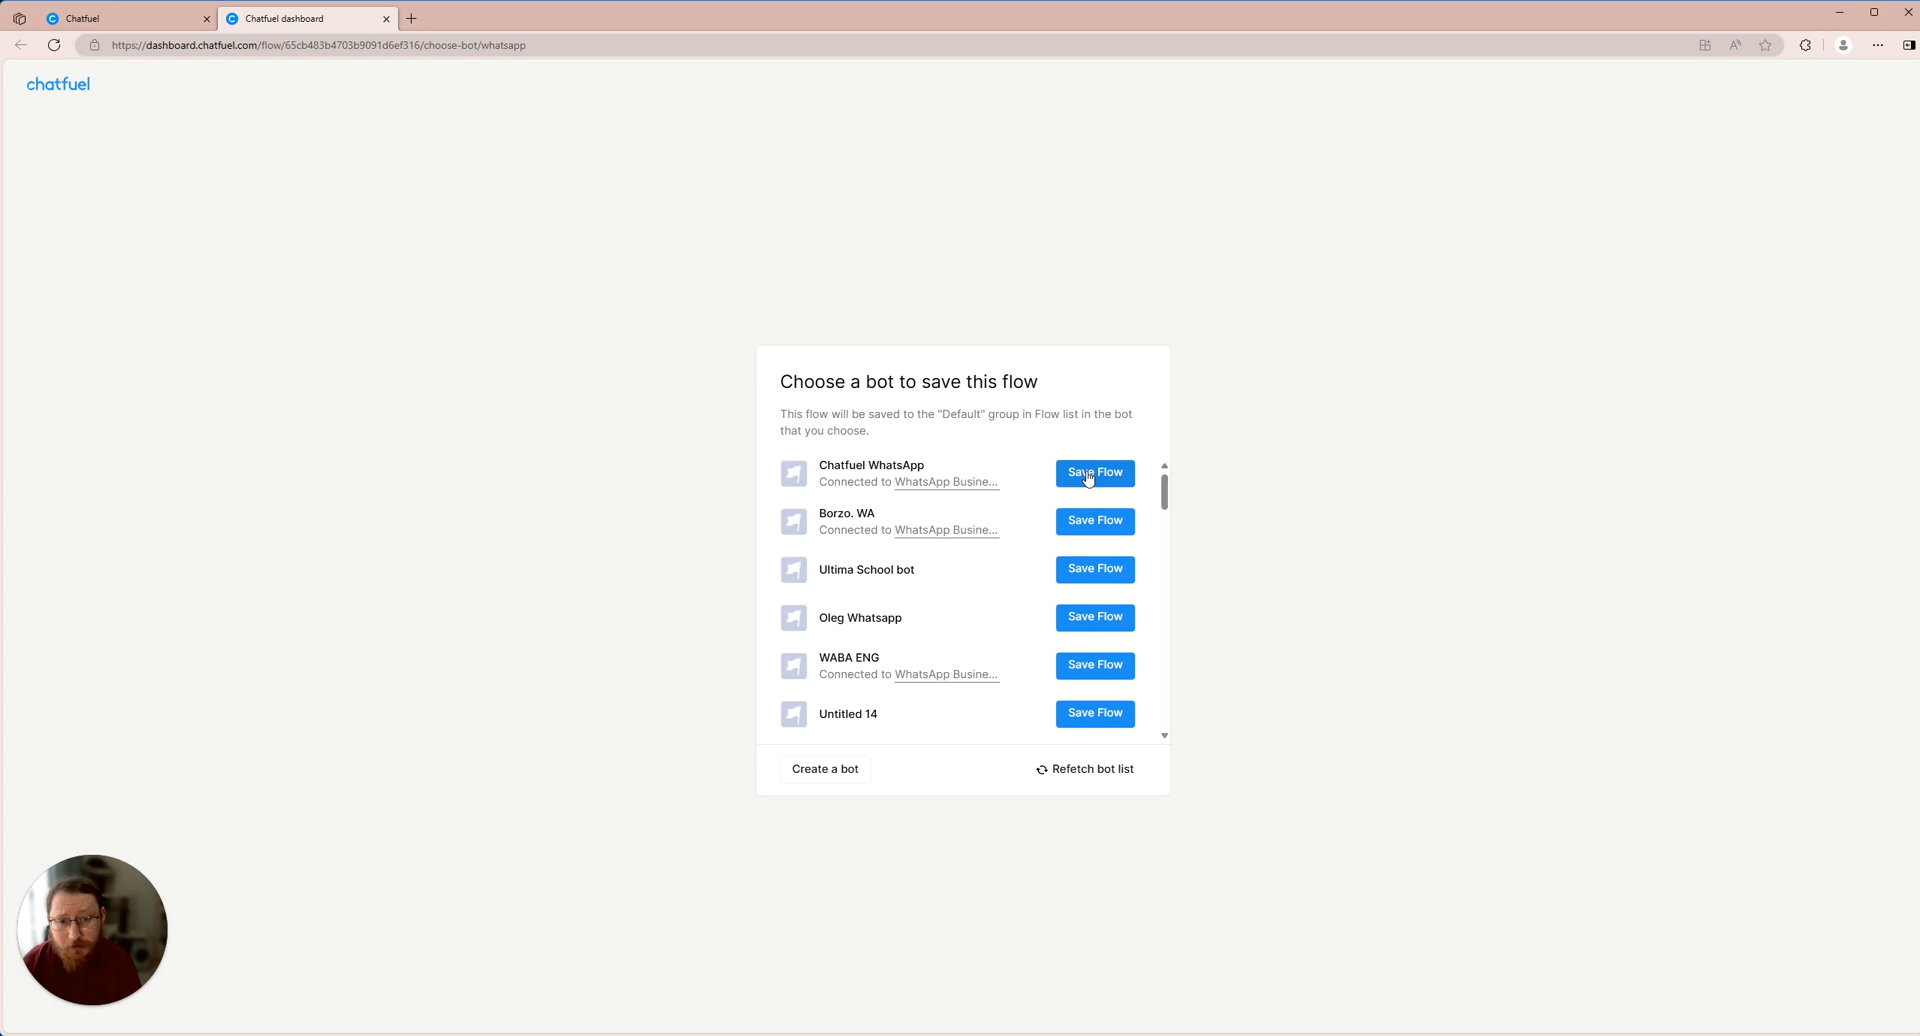 Chatfuel
Chatfuel dashboard
https://dashboard.chatfuel.com/flow/65cb483b4703b9091d6ef316/choose-bot/whatsapp
chatfuel
Choose a bot to save this flow
This flow will be saved to the "Default" group in Flow list in the bot
that you choose.
Chatfuel WhatsApp
Connected to WhatsApp Busine...
Save Flow
Borzo. WA
Connected to WhatsApp Busine...
Save Flow
Ultima School bot
Save Flow
Oleg Whatsapp
Save Flow
WABA ENG
Connected to WhatsApp Busine...
Save Flow
Untitled 14
Save Flow
Create a bot
Refetch bot list